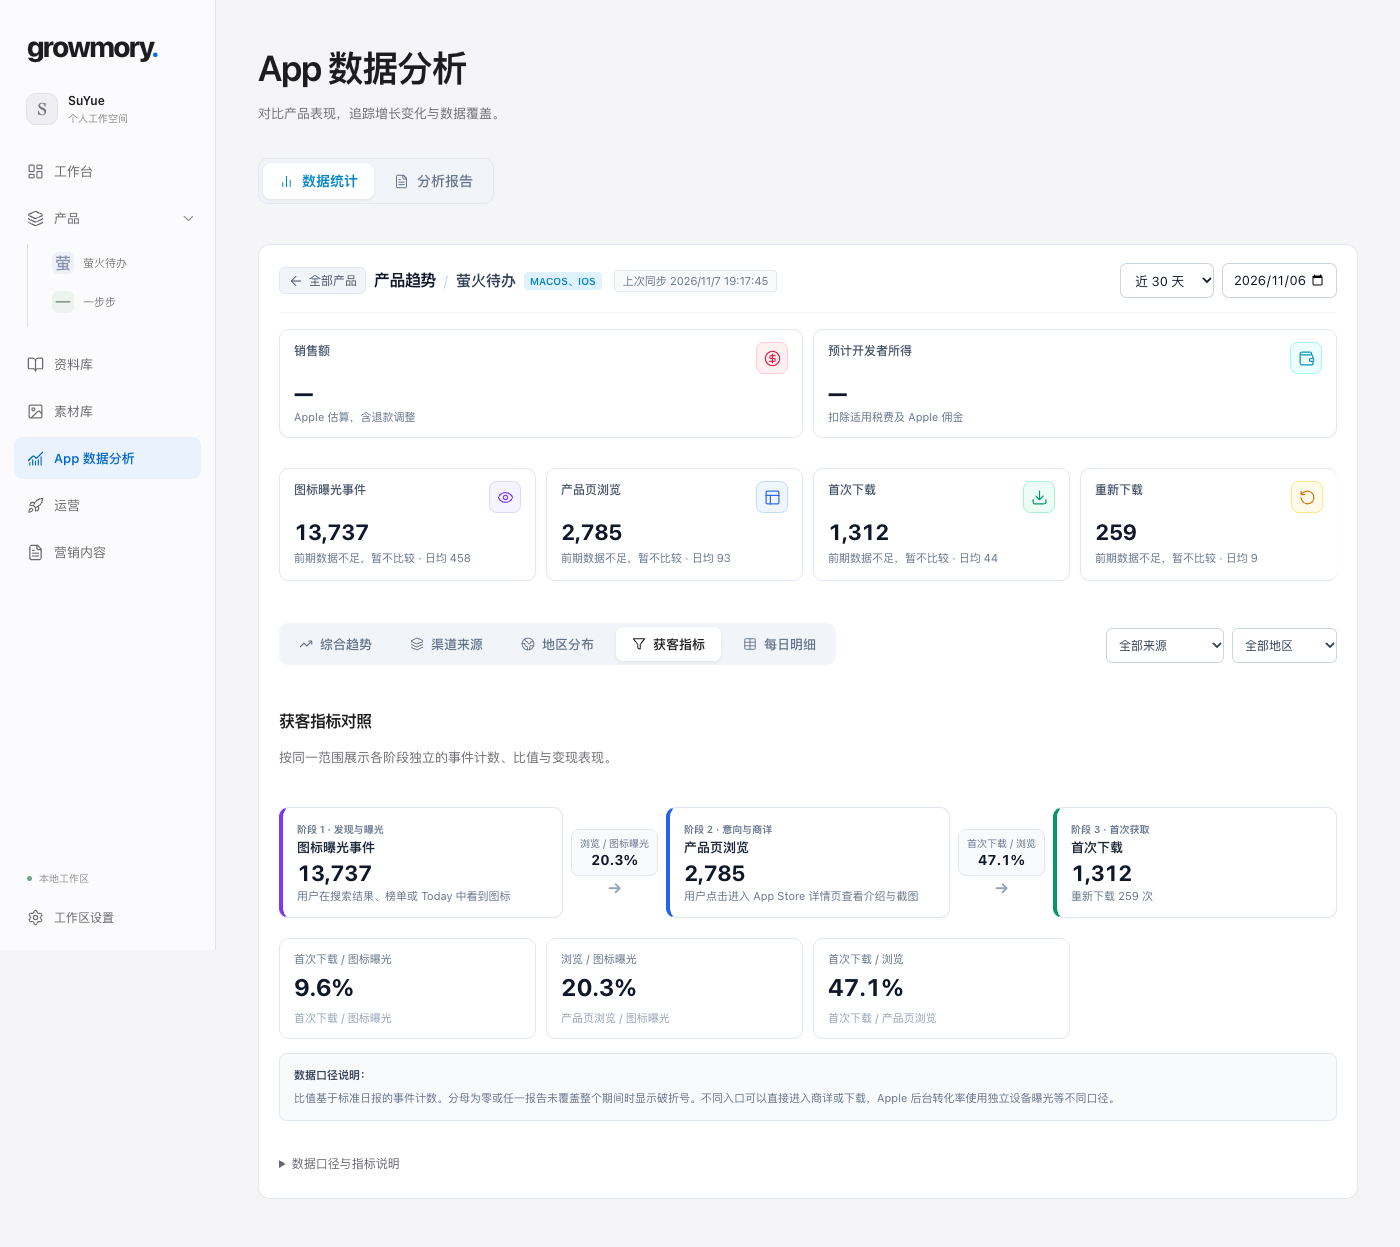 growmory.
S
SuYue
个人工作空间
工作台
产品
萤
萤火待办
一
一步步
资料库
素材库
App 数据分析
运营
营销内容
本地工作区
工作区设置
App 数据分析
对比产品表现，追踪增长变化与数据覆盖。
数据统计
分析报告
全部产品
产品趋势 / 萤火待办
MACOS、IOS
上次同步 2026/11/7 19:17:45
近 30 天
2026/11/06
销售额
—
Apple 估算，含退款调整
预计开发者所得
—
扣除适用税费及 Apple 佣金
图标曝光事件
13,737
前期数据不足，暂不比较 · 日均 458
产品页浏览
2,785
前期数据不足，暂不比较 · 日均 93
首次下载
1,312
前期数据不足，暂不比较 · 日均 44
重新下载
259
前期数据不足，暂不比较 · 日均 9
综合趋势
渠道来源
地区分布
获客指标
每日明细
全部来源
全部地区
获客指标对照
按同一范围展示各阶段独立的事件计数、比值与变现表现。
阶段 1 · 发现与曝光
图标曝光事件
13,737
用户在搜索结果、榜单或 Today 中看到图标
浏览 / 图标曝光
20.3%
阶段 2 · 意向与商详
产品页浏览
2,785
用户点击进入 App Store 详情页查看介绍与截图
首次下载 / 浏览
47.1%
阶段 3 · 首次获取
首次下载
1,312
重新下载 259 次
首次下载 / 图标曝光
9.6%
首次下载 / 图标曝光
浏览 / 图标曝光
20.3%
产品页浏览 / 图标曝光
首次下载 / 浏览
47.1%
首次下载 / 产品页浏览
数据口径说明：
比值基于标准日报的事件计数。分母为零或任一报告未覆盖整个期间时显示破折号。不同入口可以直接进入商详或下载，Apple 后台转化率使用独立设备曝光等不同口径。
数据口径与指标说明